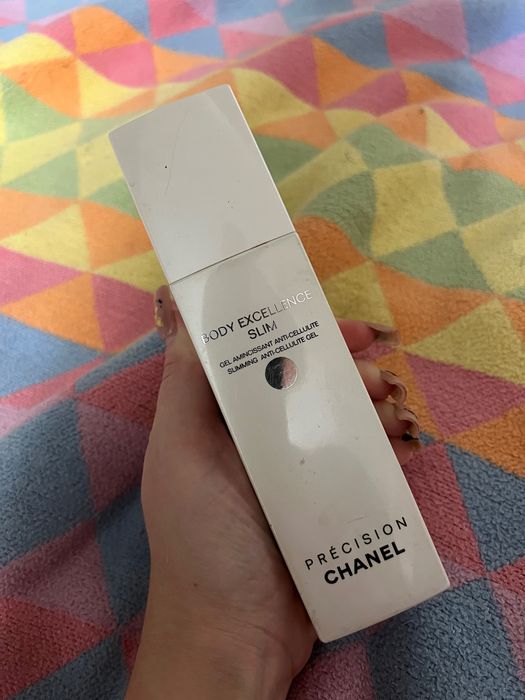 BODY EXCELLENCE
SLIM
GEL AMINCISSANT ANTI-CELLULITE
SLIMMING ANTI-CELLULITE GEL
PRÉCISION
CHANEL